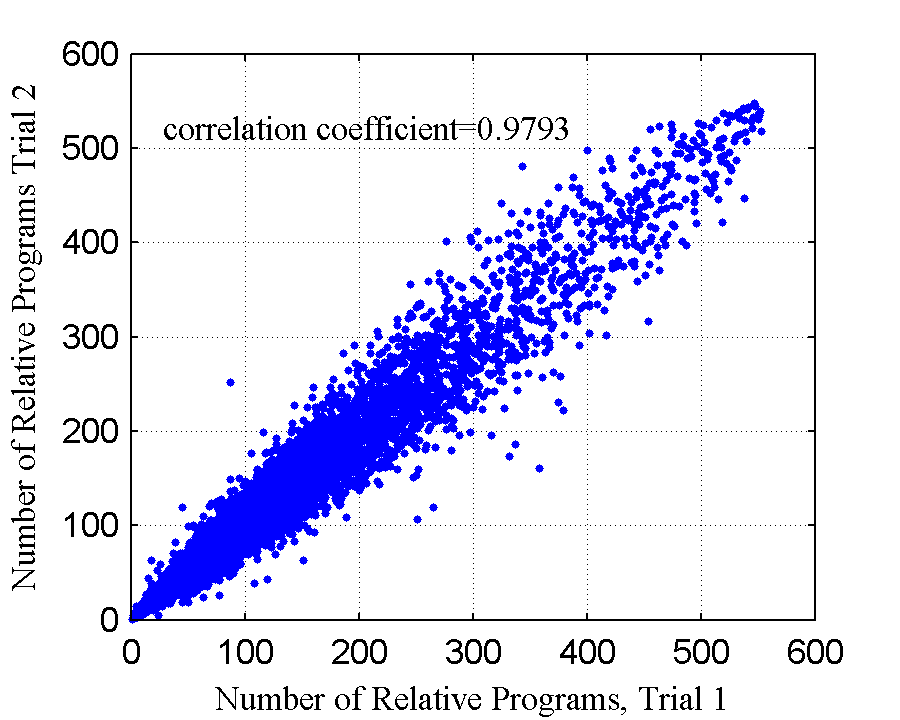 600
500
400
300
200
100
0
Number of Relative Programs Trial 2
correlation coefficient=0.9793
0 100 200 300 400 500 600
Number of Relative Programs, Trial 1